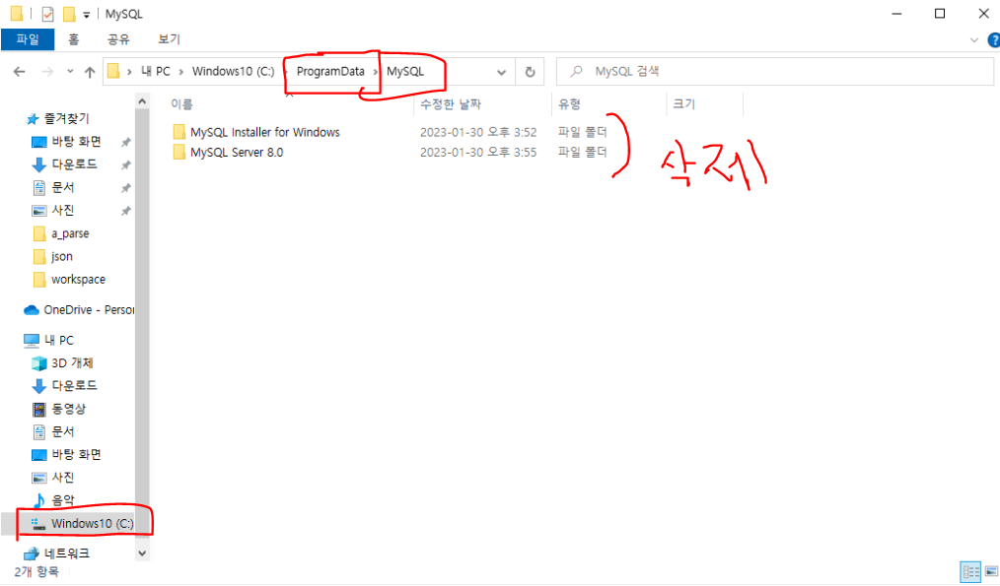 MySQL
파일 홈 공유 보기
내 PC > Windows10 (C:) > ProgramData > MySQL
MySQL 검색
이름 수정한 날짜 유형 크기
MySQL Installer for Windows 2023-01-30 오후 3:52 파일 폴더
MySQL Server 8.0 2023-01-30 오후 3:55 파일 폴더
삭제
즐겨찾기
바탕 화면
다운로드
문서
사진
a_parse
json
workspace
OneDrive - Person
내 PC
3D 개체
다운로드
동영상
문서
바탕 화면
사진
음악
Windows10 (C:)
네트워크
2개 항목